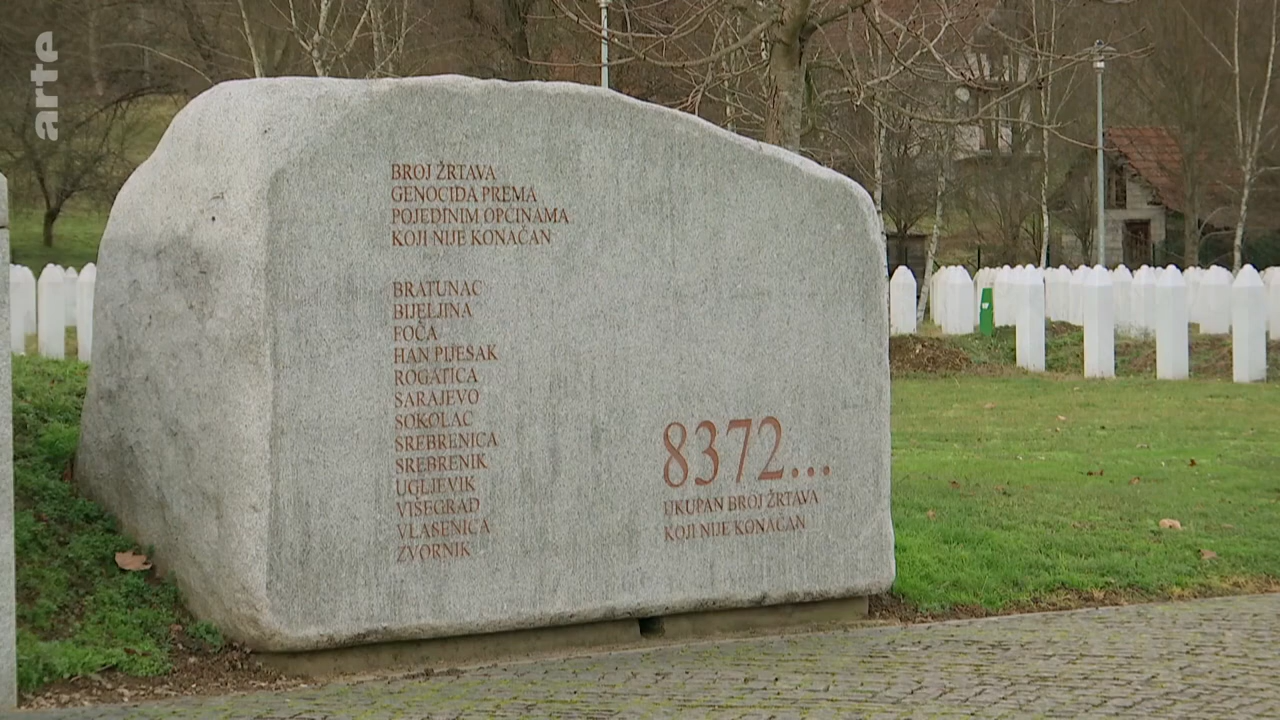 arte
BROJ ŽRTAVA
GENOCIDA PREMA
POJEDINIM OPĆINAMA
KOJI NIJE KONAČAN
BRATUNAC
BIJELJINA
FOČA
HAN PIJESAK
ROGATICA
SARAJEVO
SOKOLAC
SREBRENICA
SREBRENIK
UGLJEVIK
VIŠEGRAD
VLASENICA
ZVORNIK
8372...
UKUPAN BROJ ŽRTAVA
KOJI NIJE KONAČAN